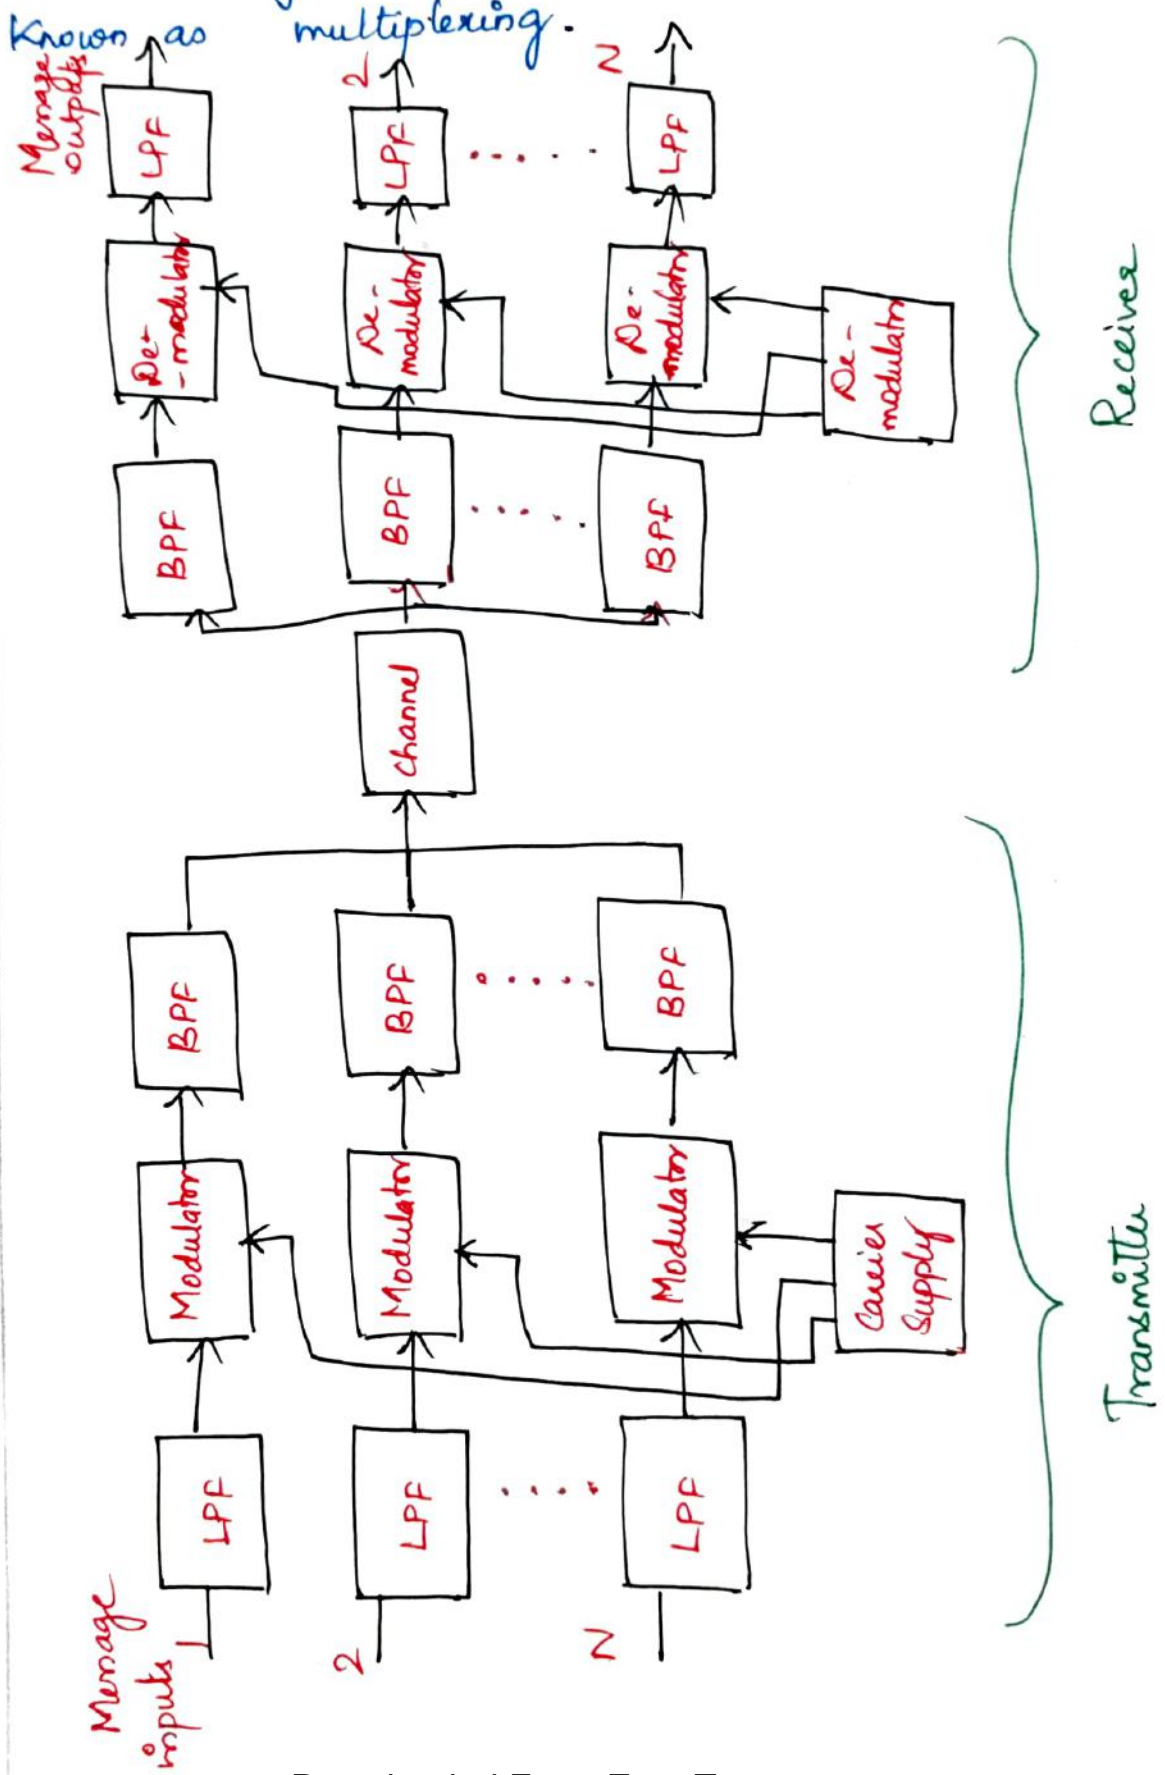 Known as multiplexing.
Message
outputs
2
N
LPF
LPF
LPF
De-
-modulator
De-
modulator
De-
modulator
De-
modulator
BPF
BPF
BPF
Receiver
Channel
BPF
BPF
BPF
Modulator
Modulator
Modulator
Carrier
Supply
Transmitter
LPF
LPF
LPF
Message
inputs 1
2
N